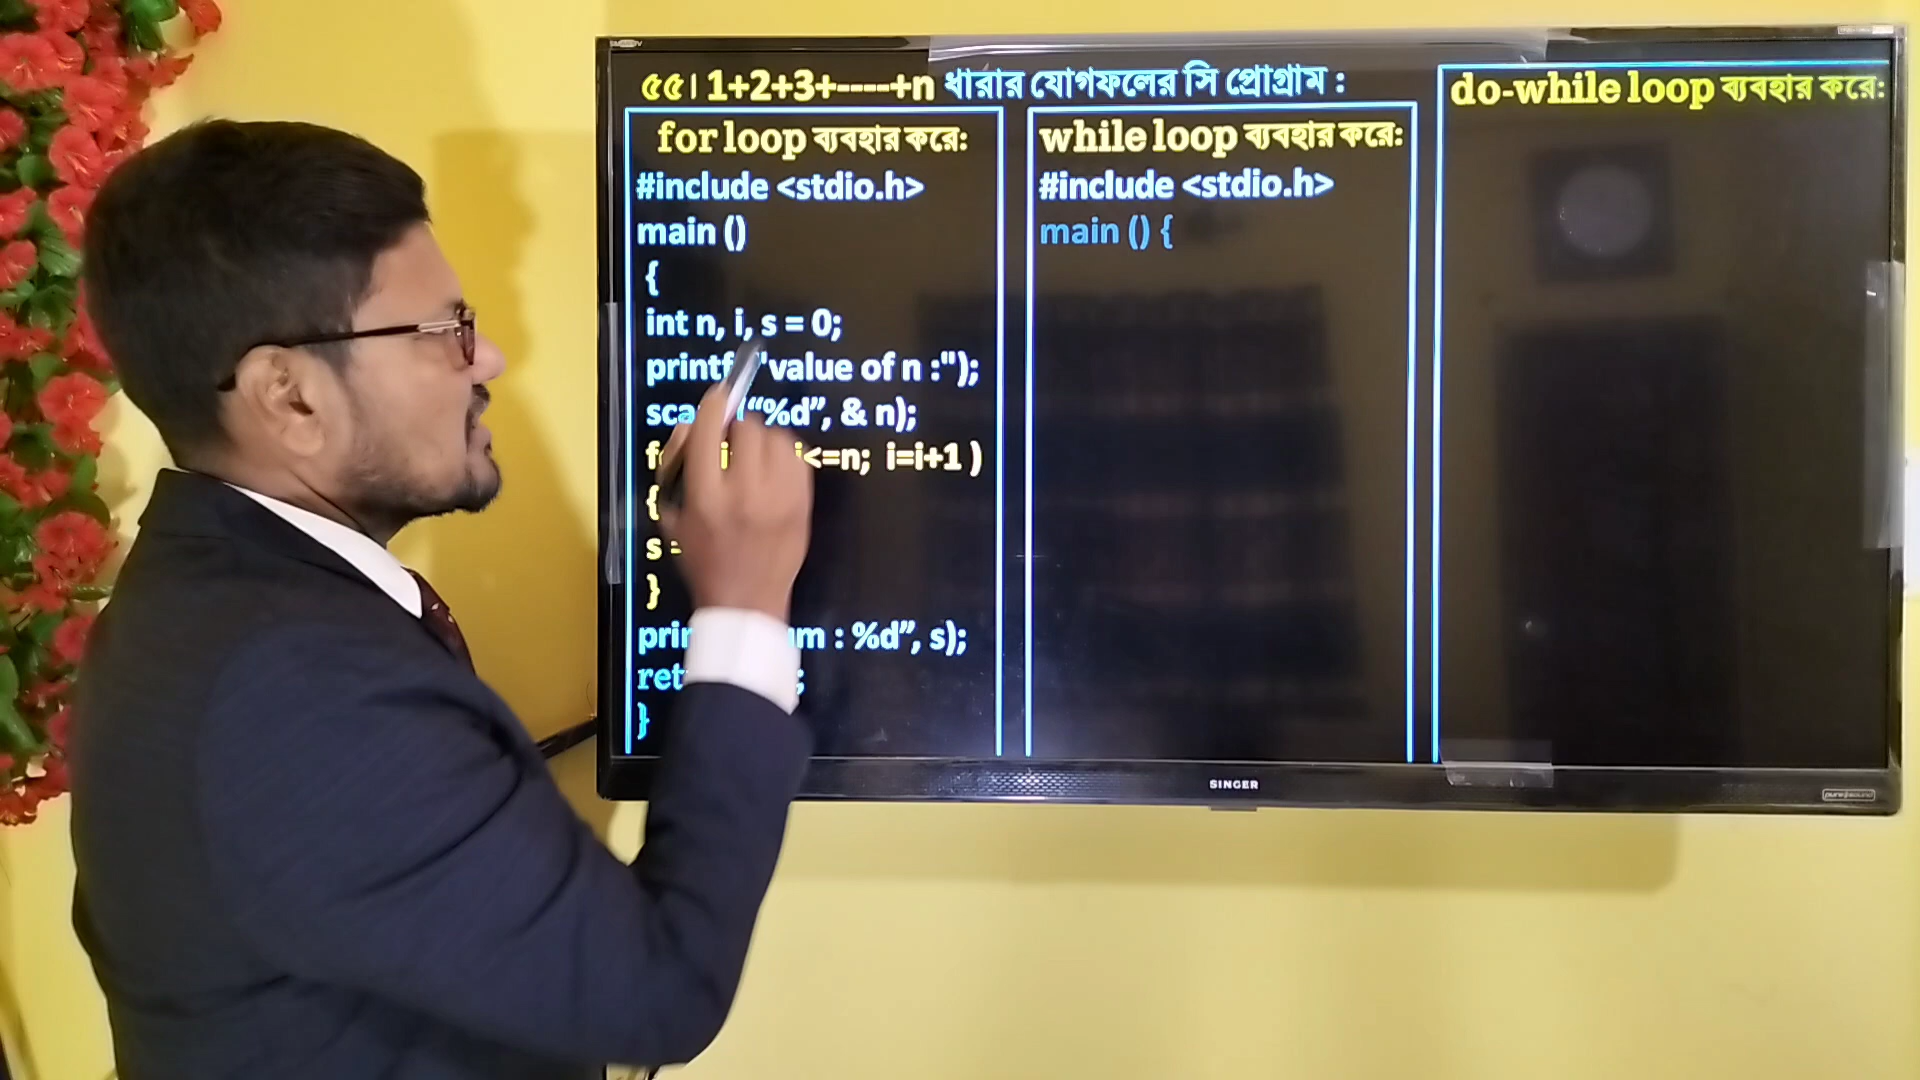 ৫৫। 1+2+3+----+n ধারার যোগফলের সি প্রোগ্রাম :
for loop ব্যবহার করে:
#include <stdio.h>
main ()
{
int n, i, s = 0;
printf "value of n :");
“%d”, & n);
i<=n; i=i+1 )
{
s =
}
: %d”, s);
;
}
while loop ব্যবহার করে:
#include <stdio.h>
main () {
do-while loop ব্যবহার করে:
SINGER